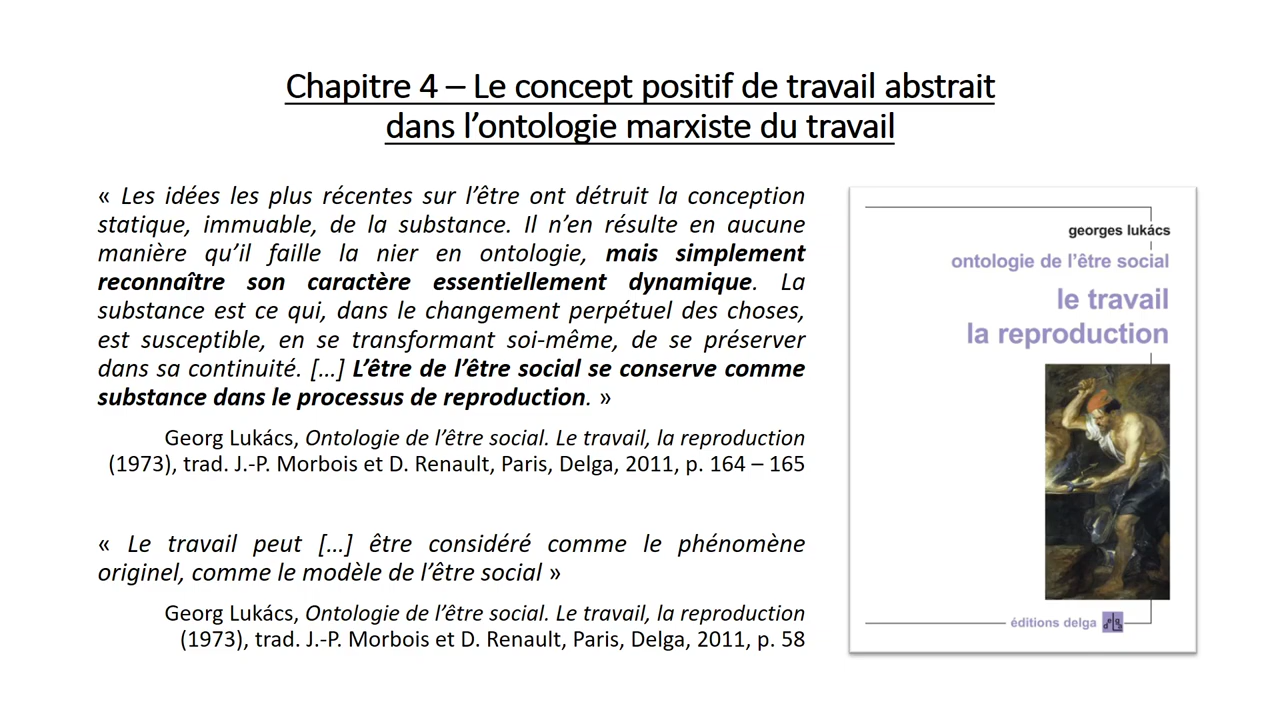 Chapitre 4 – Le concept positif de travail abstrait
dans l’ontologie marxiste du travail
« Les idées les plus récentes sur l’être ont détruit la conception
statique, immuable, de la substance. Il n’en résulte en aucune
manière qu’il faille la nier en ontologie, mais simplement
reconnaître son caractère essentiellement dynamique. La
substance est ce qui, dans le changement perpétuel des choses,
est susceptible, en se transformant soi-même, de se préserver
dans sa continuité. […] L’être de l’être social se conserve comme
substance dans le processus de reproduction. »
Georg Lukács, Ontologie de l’être social. Le travail, la reproduction
(1973), trad. J.-P. Morbois et D. Renault, Paris, Delga, 2011, p. 164 – 165
« Le travail peut […] être considéré comme le phénomène
originel, comme le modèle de l’être social »
Georg Lukács, Ontologie de l’être social. Le travail, la reproduction
(1973), trad. J.-P. Morbois et D. Renault, Paris, Delga, 2011, p. 58
georges lukács
ontologie de l’être social
le travail
la reproduction
éditions delga